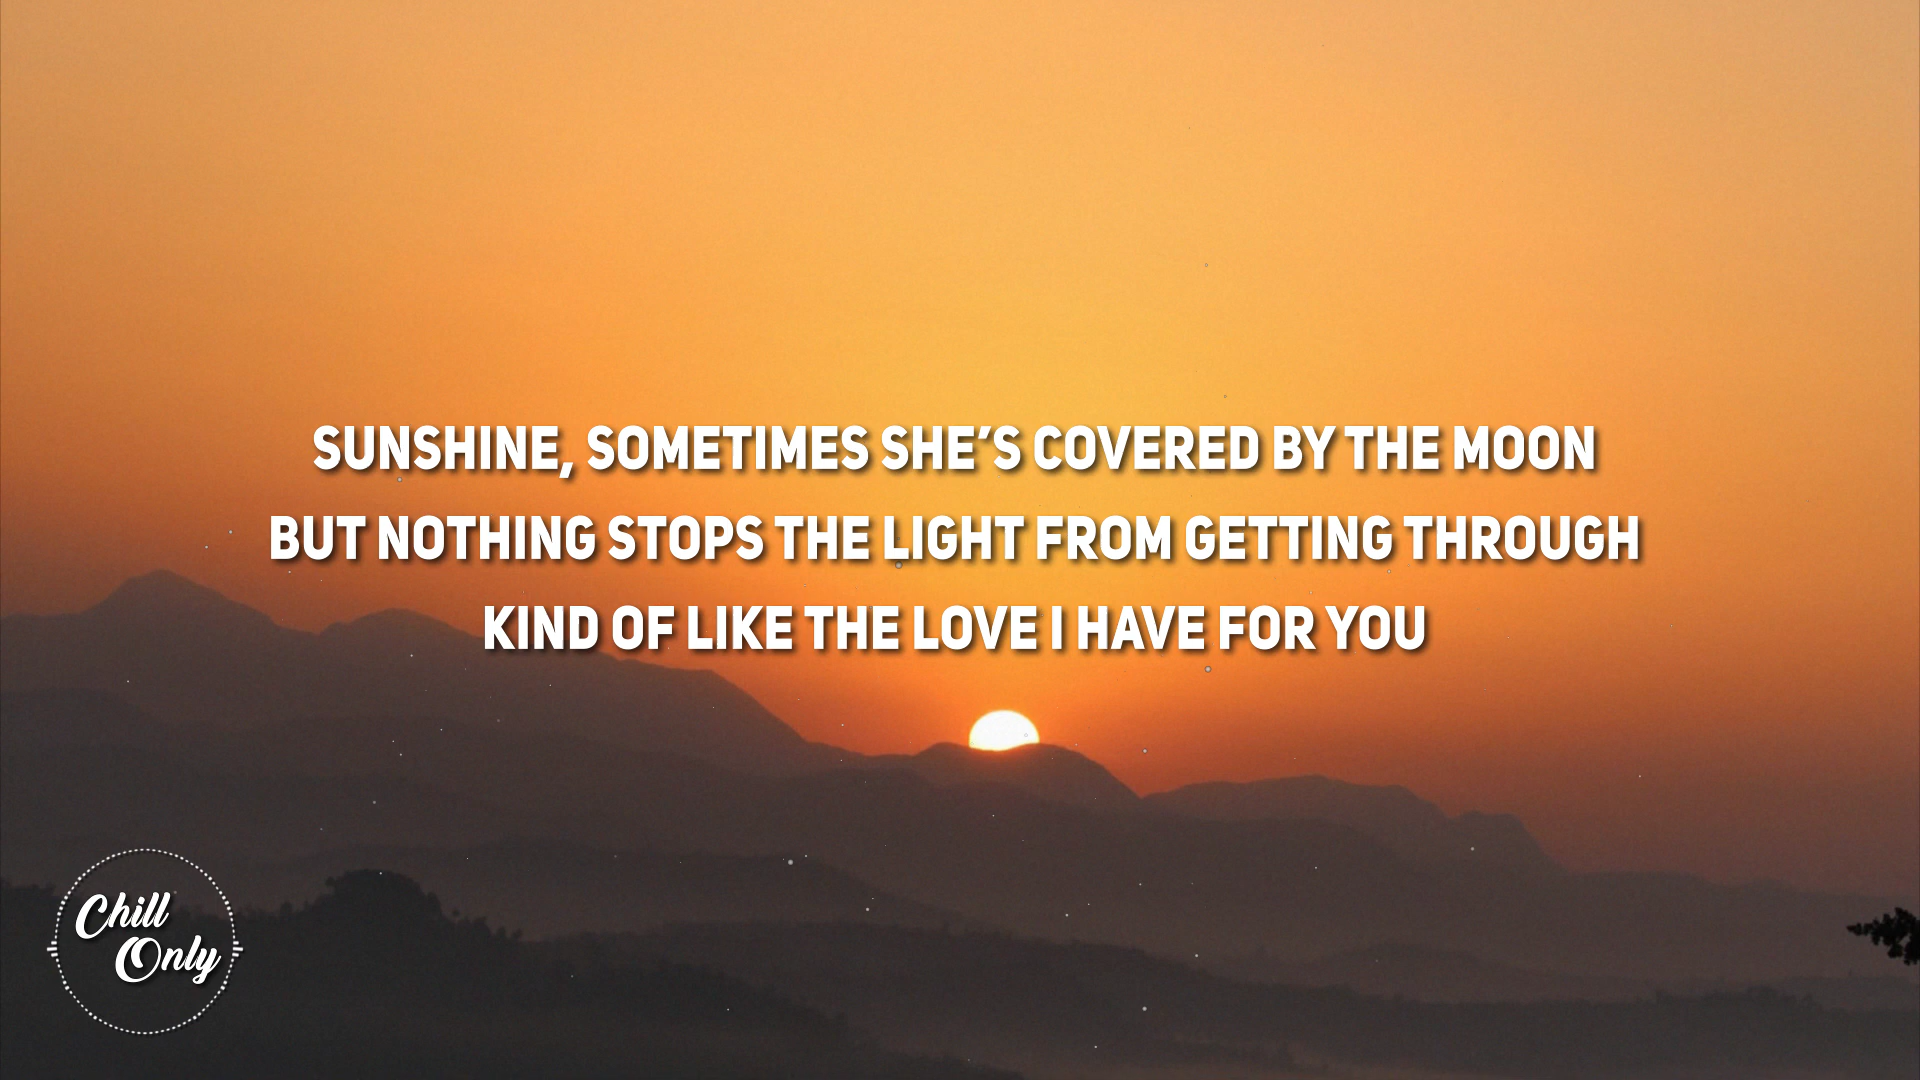 SUNSHINE, SOMETIMES SHE'S COVERED BY THE MOON
BUT NOTHING STOPS THE LIGHT FROM GETTING THROUGH
KIND OF LIKE THE LOVE I HAVE FOR YOU
Chill
Only